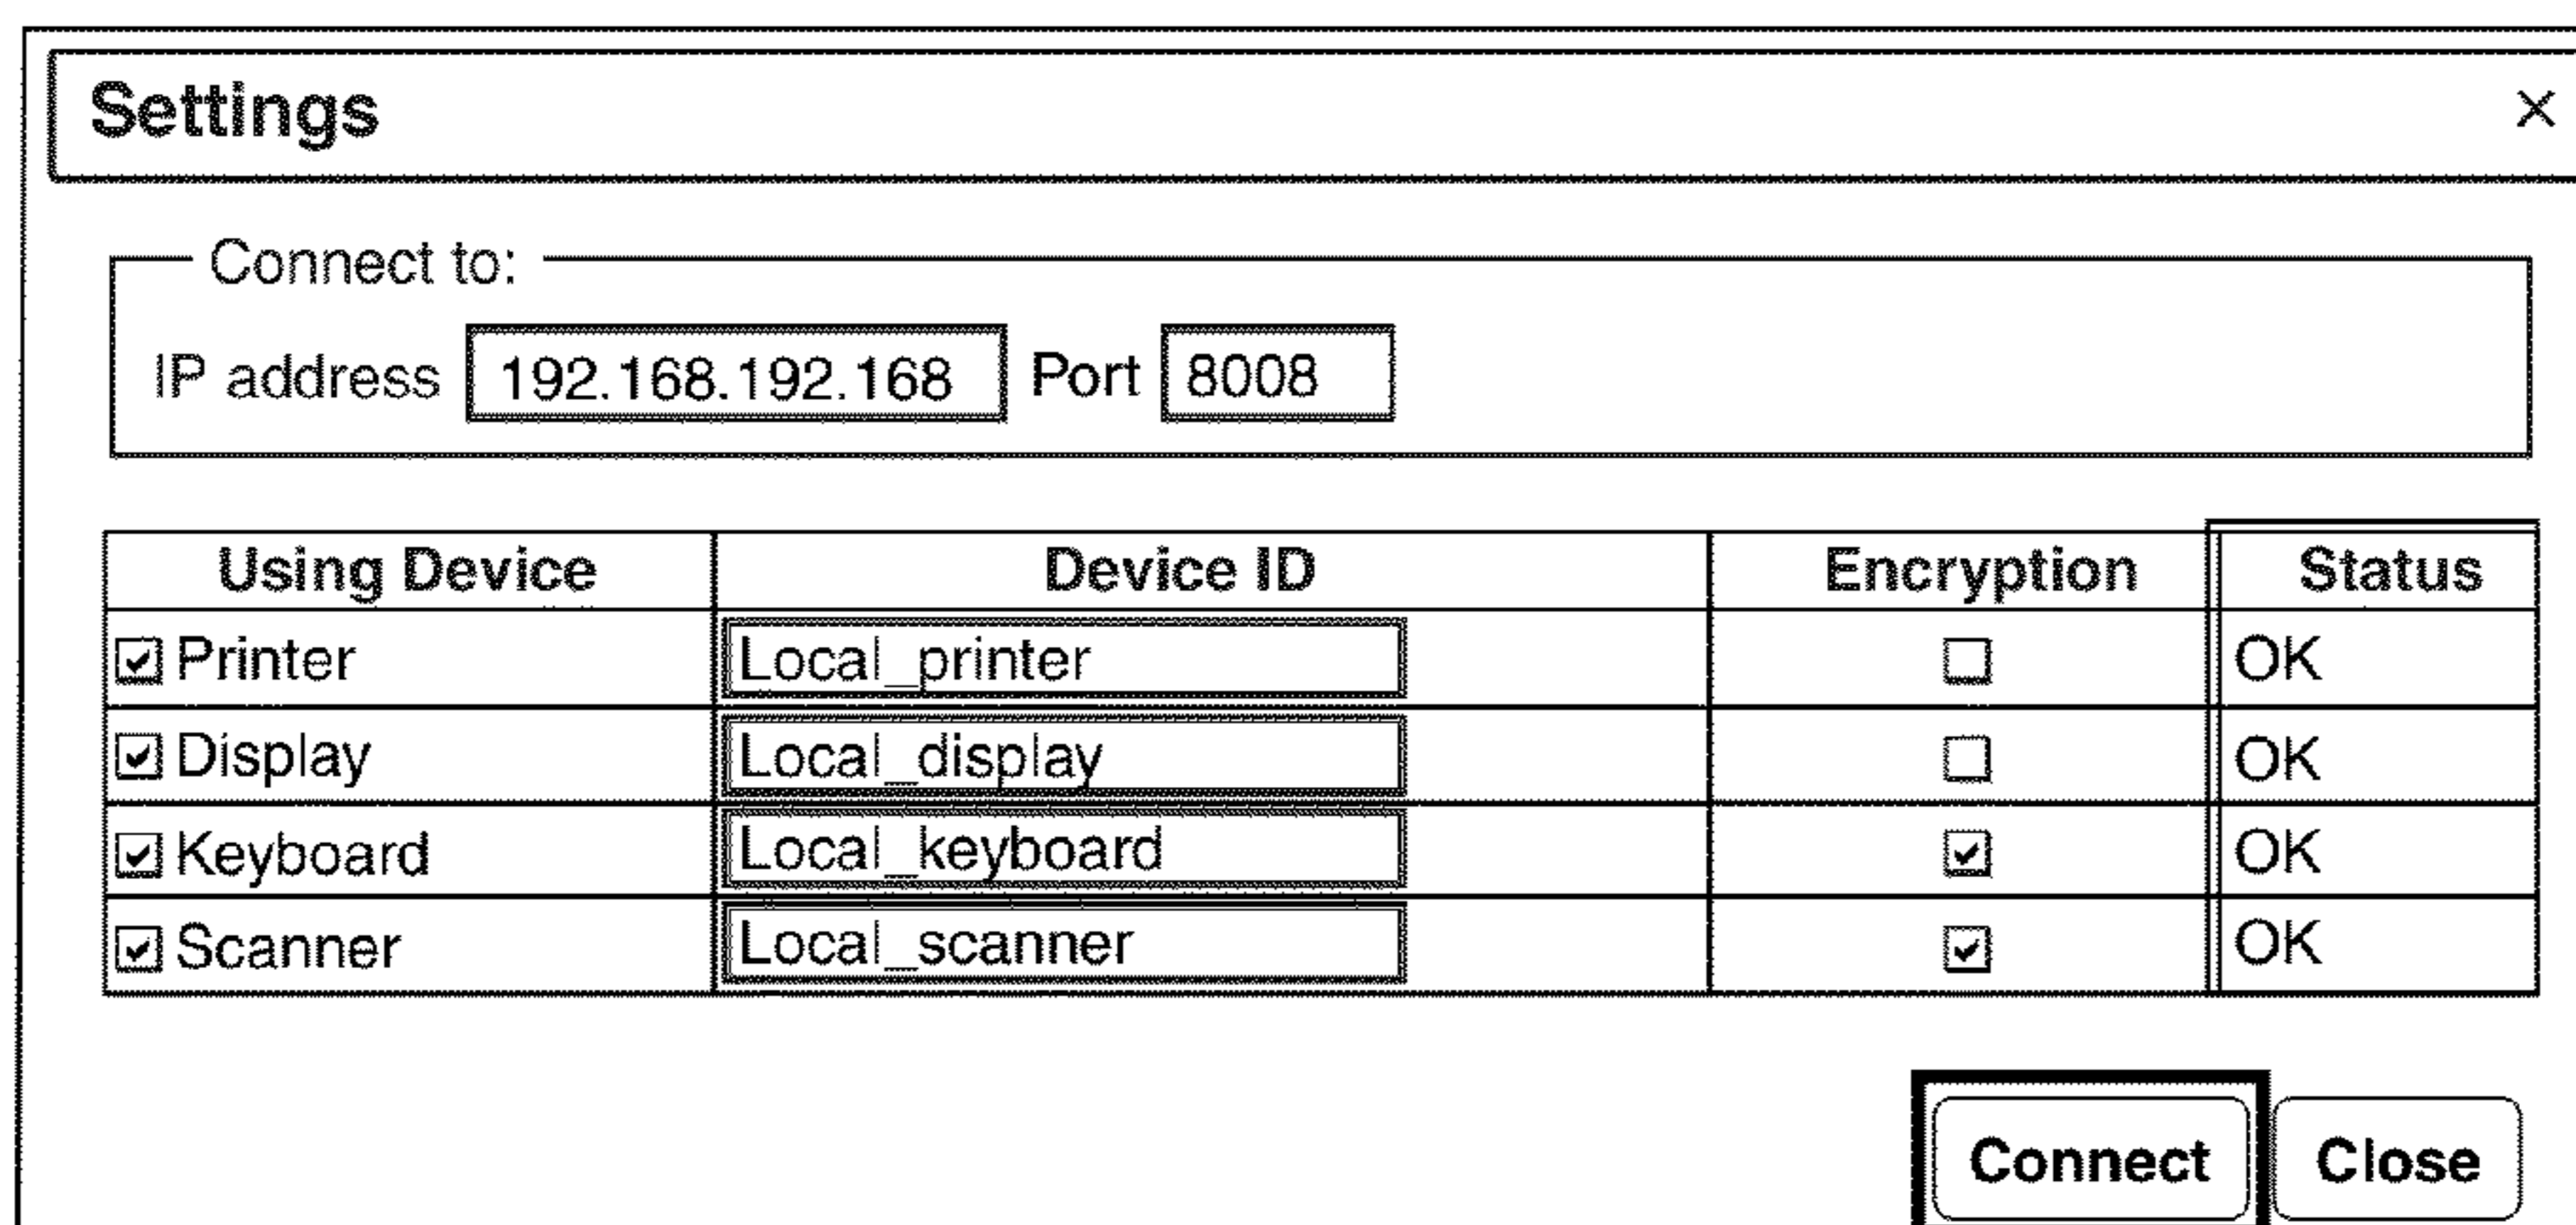 Settings ×
Connect to:
IP address 192.168.192.168 Port 8008
Using Device Device ID Encryption Status
Printer Local_printer OK
Display Local_display OK
Keyboard Local_keyboard OK
Scanner Local_scanner OK
Connect Close